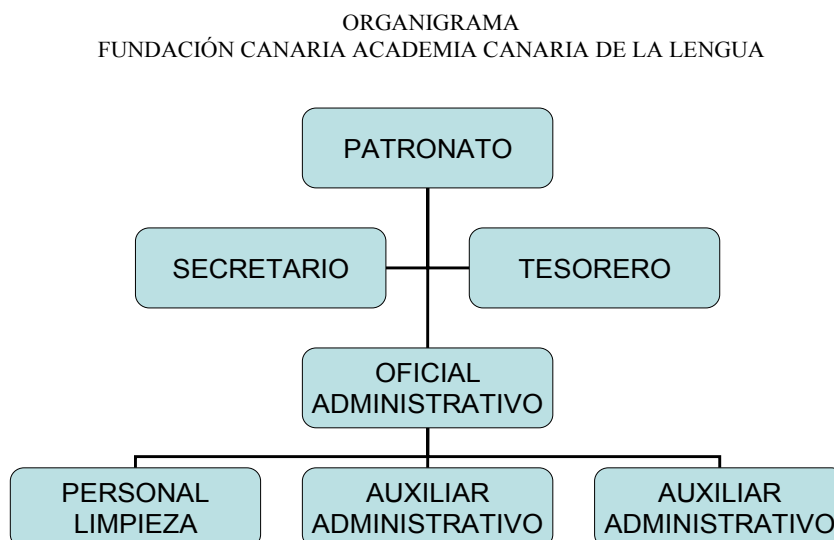 ORGANIGRAMA
FUNDACIÓN CANARIA ACADEMIA CANARIA DE LA LENGUA
PATRONATO
SECRETARIO
TESORERO
OFICIAL
ADMINISTRATIVO
PERSONAL
LIMPIEZA
AUXILIAR
ADMINISTRATIVO
AUXILIAR
ADMINISTRATIVO